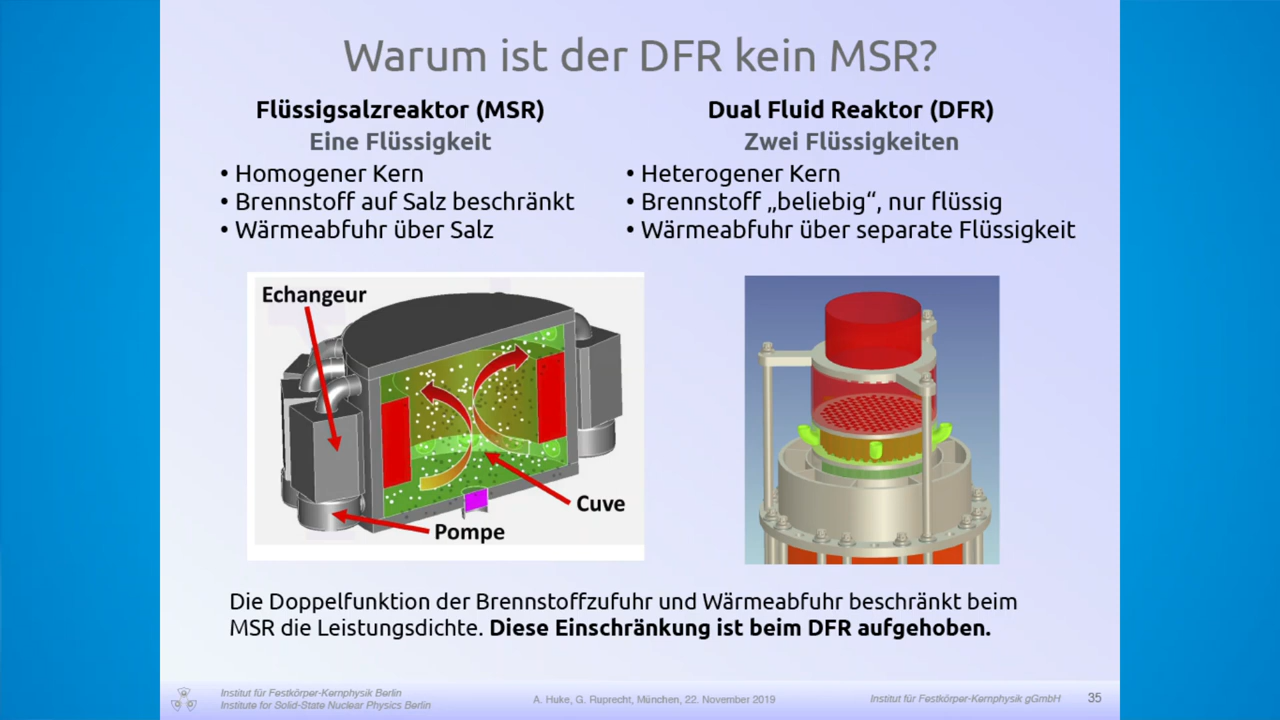 Warum ist der DFR kein MSR?
Flüssigsalzreaktor (MSR)
Eine Flüssigkeit
• Homogener Kern
• Brennstoff auf Salz beschränkt
• Wärmeabfuhr über Salz
Dual Fluid Reaktor (DFR)
Zwei Flüssigkeiten
• Heterogener Kern
• Brennstoff „beliebig“, nur flüssig
• Wärmeabfuhr über separate Flüssigkeit
Echangeur
Cuve
Pompe
Die Doppelfunktion der Brennstoffzufuhr und Wärmeabfuhr beschränkt beim
MSR die Leistungsdichte. Diese Einschränkung ist beim DFR aufgehoben.
Institut für Festkörper-Kernphysik Berlin
Institute for Solid-State Nuclear Physics Berlin
A. Huke, G. Ruprecht, München, 22. November 2019
Institut für Festkörper-Kernphysik gGmbH
35